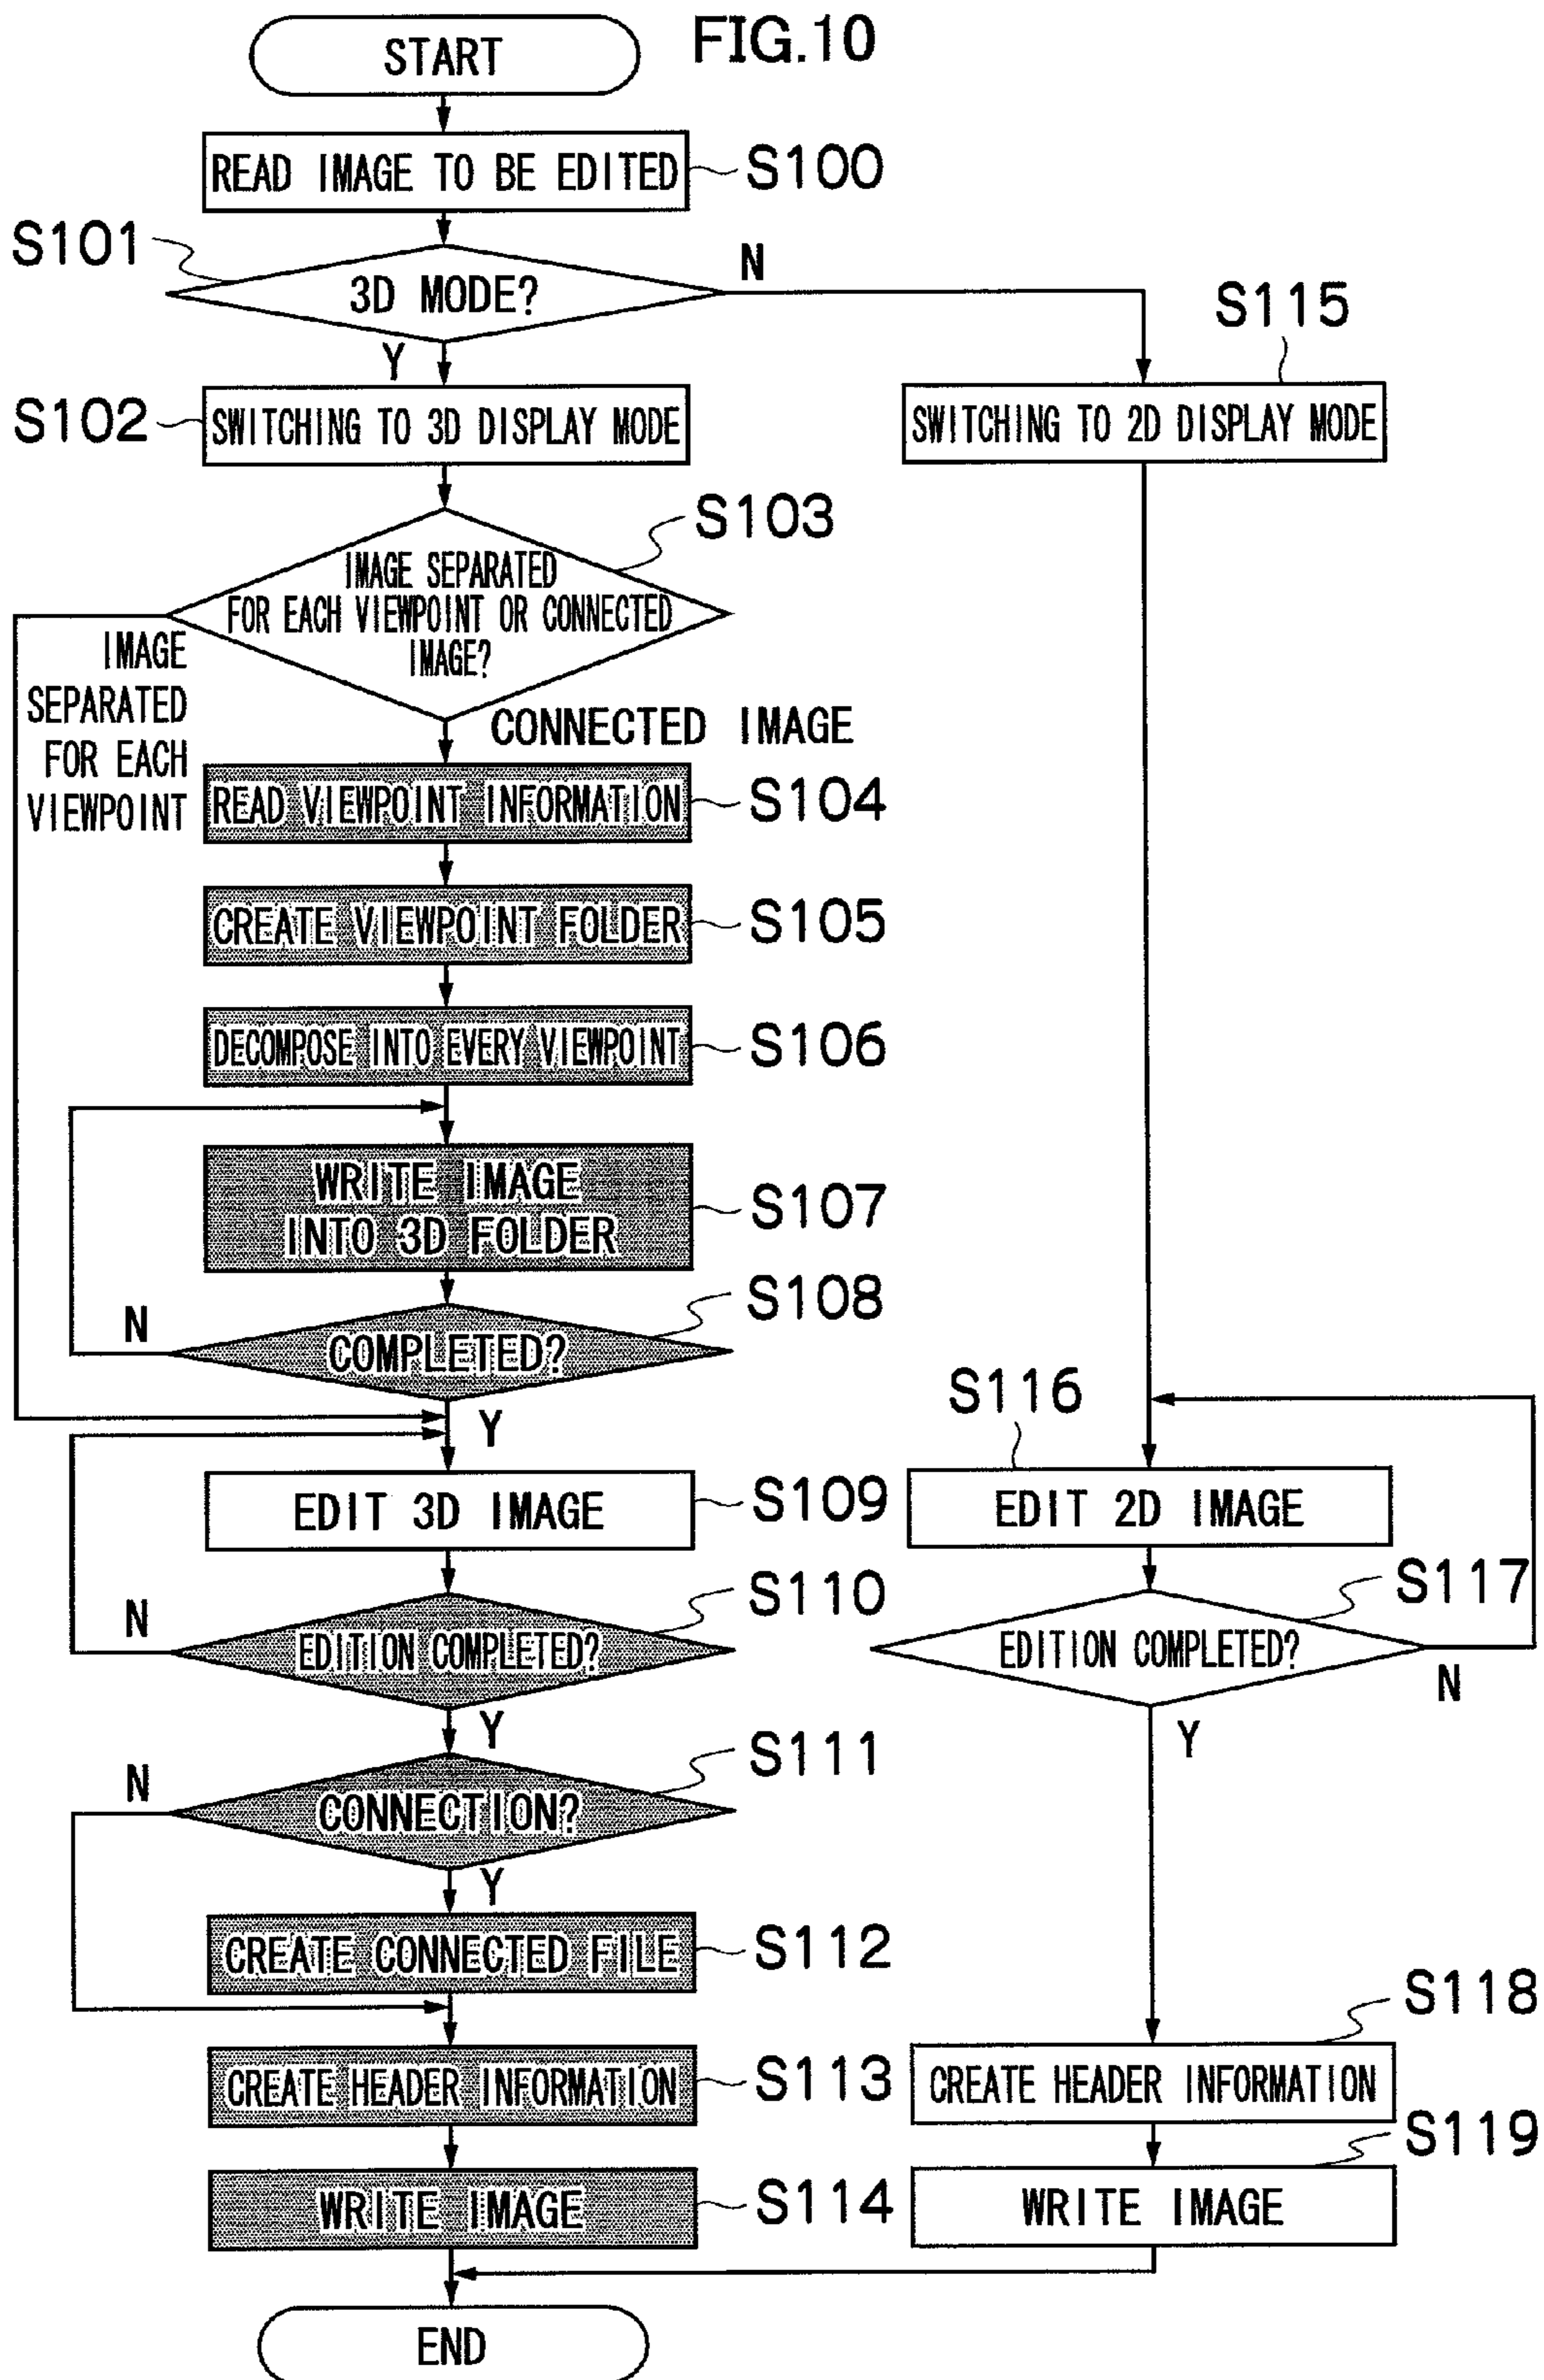 FIG.10
START
READ IMAGE TO BE EDITED
S100
S101
3D MODE?
N
Y
S102
SWITCHING TO 3D DISPLAY MODE
S115
SWITCHING TO 2D DISPLAY MODE
S103
IMAGE SEPARATED
FOR EACH VIEWPOINT OR CONNECTED
IMAGE?
IMAGE
SEPARATED
FOR EACH
VIEWPOINT
CONNECTED IMAGE
READ VIEWPOINT INFORMATION
S104
CREATE VIEWPOINT FOLDER
S105
DECOMPOSE INTO EVERY VIEWPOINT
S106
WRITE IMAGE
INTO 3D FOLDER
S107
S108
N
COMPLETED?
Y
EDIT 3D IMAGE
S109
S116
EDIT 2D IMAGE
S110
N
EDITION COMPLETED?
Y
S117
EDITION COMPLETED?
N
Y
S111
N
CONNECTION?
Y
CREATE CONNECTED FILE
S112
CREATE HEADER INFORMATION
S113
S118
CREATE HEADER INFORMATION
WRITE IMAGE
S114
S119
WRITE IMAGE
END